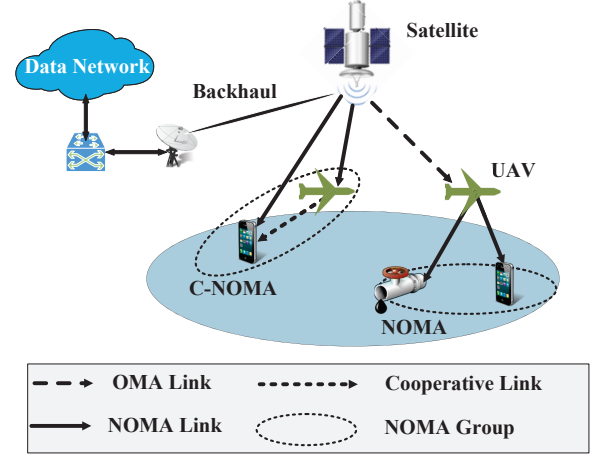 Satellite
Data Network
Backhaul
UAV
C-NOMA
NOMA
OMA Link
Cooperative Link
NOMA Link
NOMA Group